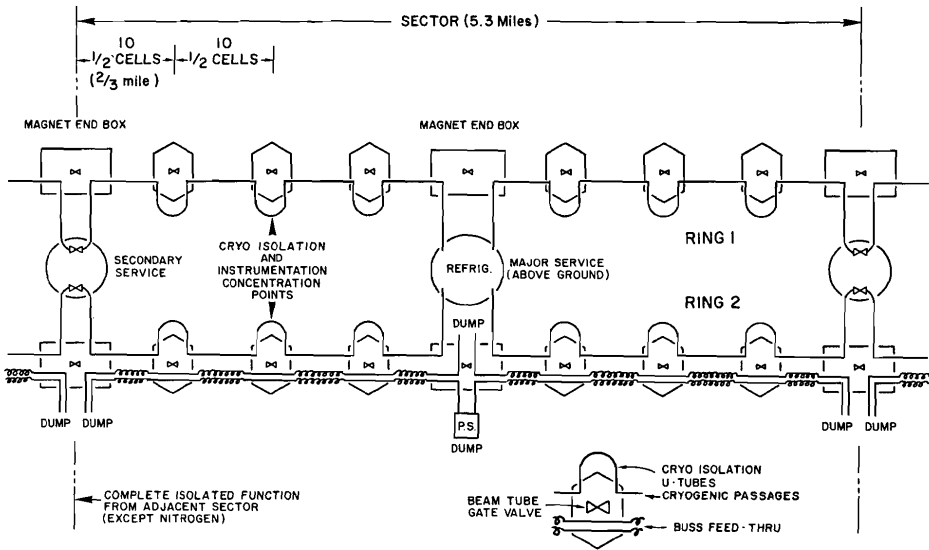 SECTOR (5.3 Miles)
10
1/2 CELLS
(2/3 mile)
10
1/2 CELLS
MAGNET END BOX
MAGNET END BOX
SECONDARY
SERVICE
CRYO ISOLATION
AND
INSTRUMENTATION
CONCENTRATION
POINTS
REFRIG.
MAJOR SERVICE
(ABOVE GROUND)
RING 1
RING 2
DUMP
DUMP
DUMP
P.S.
DUMP
DUMP
DUMP
COMPLETE ISOLATED FUNCTION
FROM ADJACENT SECTOR
(EXCEPT NITROGEN)
BEAM TUBE
GATE VALVE
CRYO ISOLATION
U-TUBES
CRYOGENIC PASSAGES
BUSS FEED-THRU